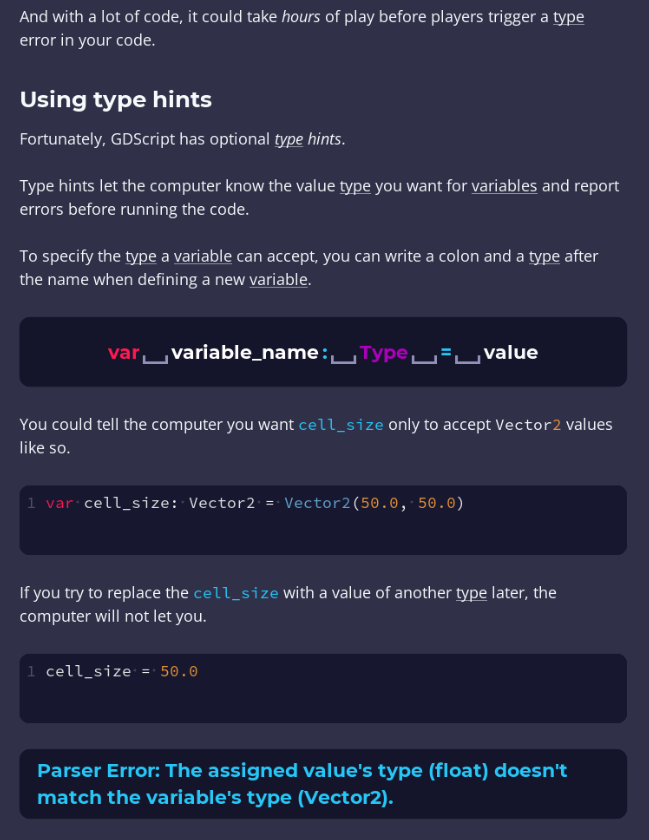 And with a lot of code, it could take hours of play before players trigger a type
error in your code.
Using type hints
Fortunately, GDScript has optional type hints.
Type hints let the computer know the value type you want for variables and report
errors before running the code.
To specify the type a variable can accept, you can write a colon and a type after
the name when defining a new variable.
var variable_name: Type = value
You could tell the computer you want cell_size only to accept Vector2 values
like so.
1 var cell_size: Vector2 = Vector2(50.0, 50.0)
If you try to replace the cell_size with a value of another type later, the
computer will not let you.
1 cell_size = 50.0
Parser Error: The assigned value's type (float) doesn't
match the variable's type (Vector2).